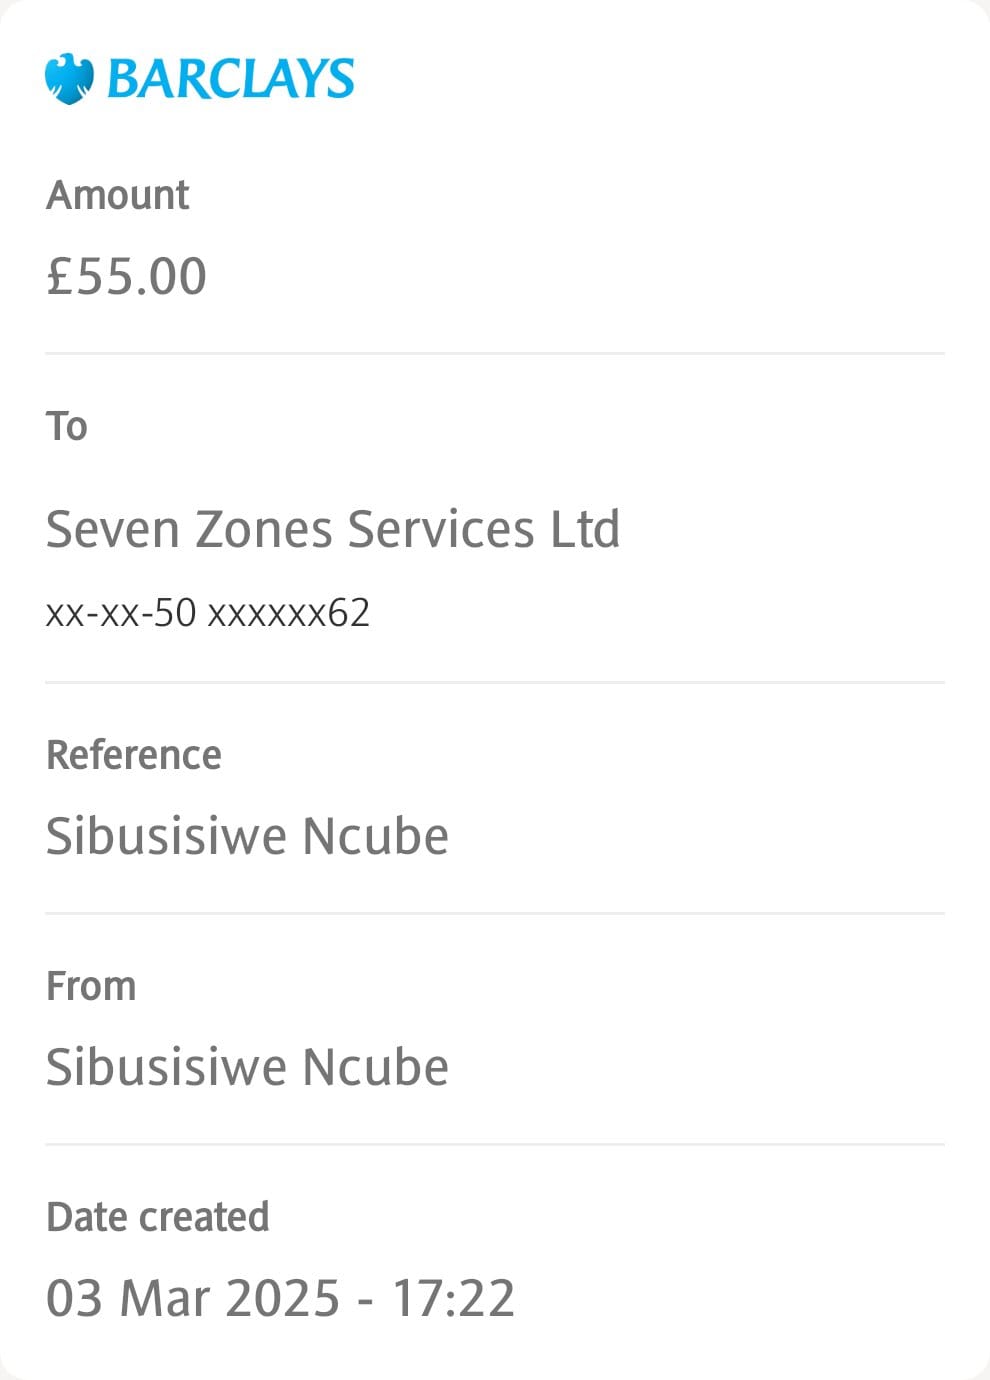 BARCLAYS
Amount
£55.00
To
Seven Zones Services Ltd
xx-xx-50 xxxxxx62
Reference
Sibusisiwe Ncube
From
Sibusisiwe Ncube
Date created
03 Mar 2025 - 17:22